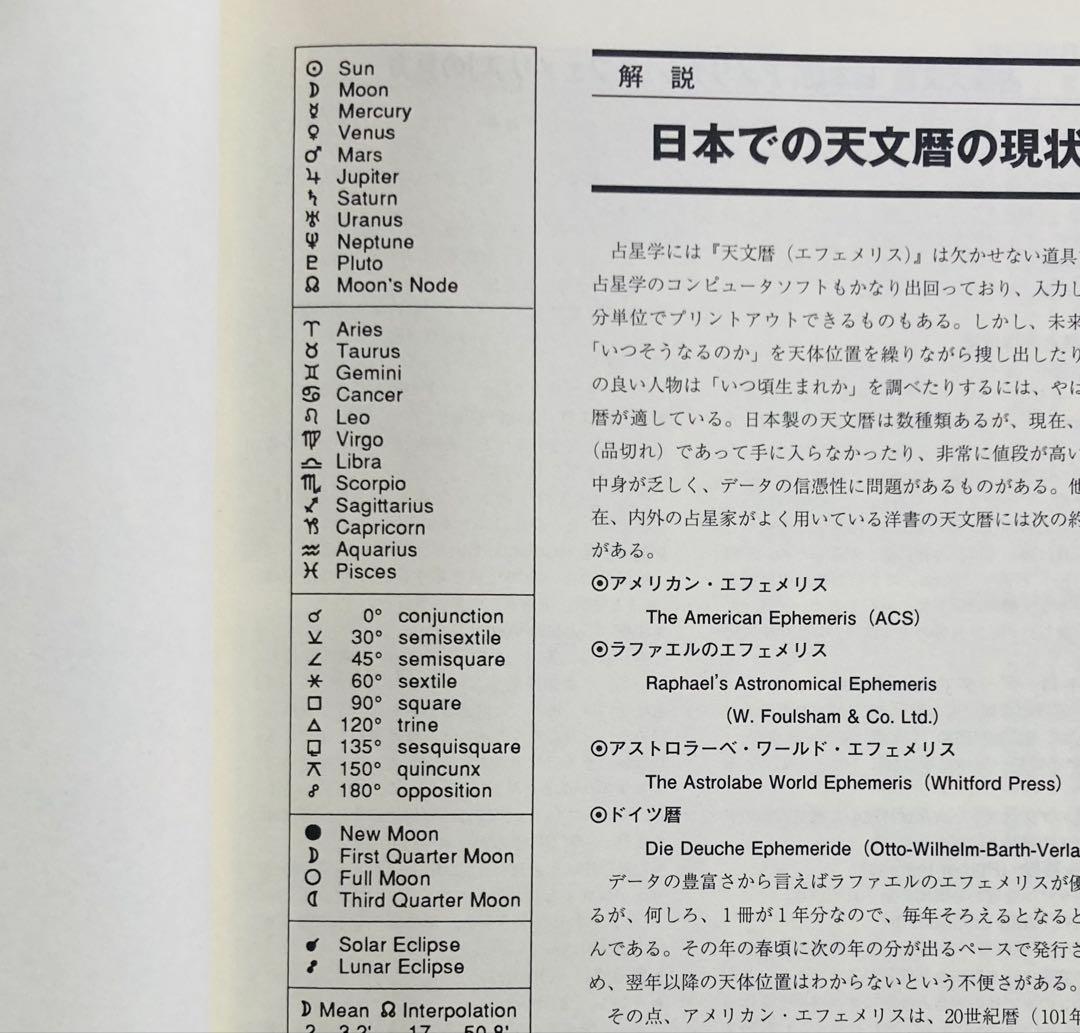 ☉ Sun
☽ Moon
☿ Mercury
♀ Venus
♂ Mars
♃ Jupiter
♄ Saturn
♅ Uranus
♆ Neptune
♇ Pluto
☊ Moon's Node
♈ Aries
♉ Taurus
♊ Gemini
♋ Cancer
♌ Leo
♍ Virgo
♎ Libra
♏ Scorpio
♐ Sagittarius
♑ Capricorn
♒ Aquarius
♓ Pisces
☌ 0° conjunction
⚺ 30° semisextile
∠ 45° semisquare
⚹ 60° sextile
□ 90° square
△ 120° trine
⚼ 135° sesquisquare
⚻ 150° quincunx
☍ 180° opposition
● New Moon
☽ First Quarter Moon
○ Full Moon
☾ Third Quarter Moon
Solar Eclipse
Lunar Eclipse
☽ Mean ☊ Interpolation
解 説
日本での天文暦の現状
占星学には『天文暦（エフェメリス）』は欠かせない道具
占星学のコンピュータソフトもかなり出回っており、入力し
分単位でプリントアウトできるものもある。しかし、未来
「いつそうなるのか」を天体位置を繰りながら捜し出したり
の良い人物は「いつ頃生まれか」を調べたりするには、やは
暦が適している。日本製の天文暦は数種類あるが、現在、
（品切れ）であって手に入らなかったり、非常に値段が高い
中身が乏しく、データの信憑性に問題があるものがある。他
在、内外の占星家がよく用いている洋書の天文暦には次の約
がある。
◉アメリカン・エフェメリス
The American Ephemeris（ACS）
◉ラファエルのエフェメリス
Raphael's Astronomical Ephemeris
（W. Foulsham & Co. Ltd.）
◉アストロラーベ・ワールド・エフェメリス
The Astrolabe World Ephemeris（Whitford Press）
◉ドイツ暦
Die Deuche Ephemeride（Otto-Wilhelm-Barth-Verla
データの豊富さから言えばラファエルのエフェメリスが優
るが、何しろ、1冊が1年分なので、毎年そろえるとなると
んである。その年の春頃に次の年の分が出るペースで発行さ
め、翌年以降の天体位置はわからないという不便さがある。
その点、アメリカン・エフェメリスは、20世紀暦（101年